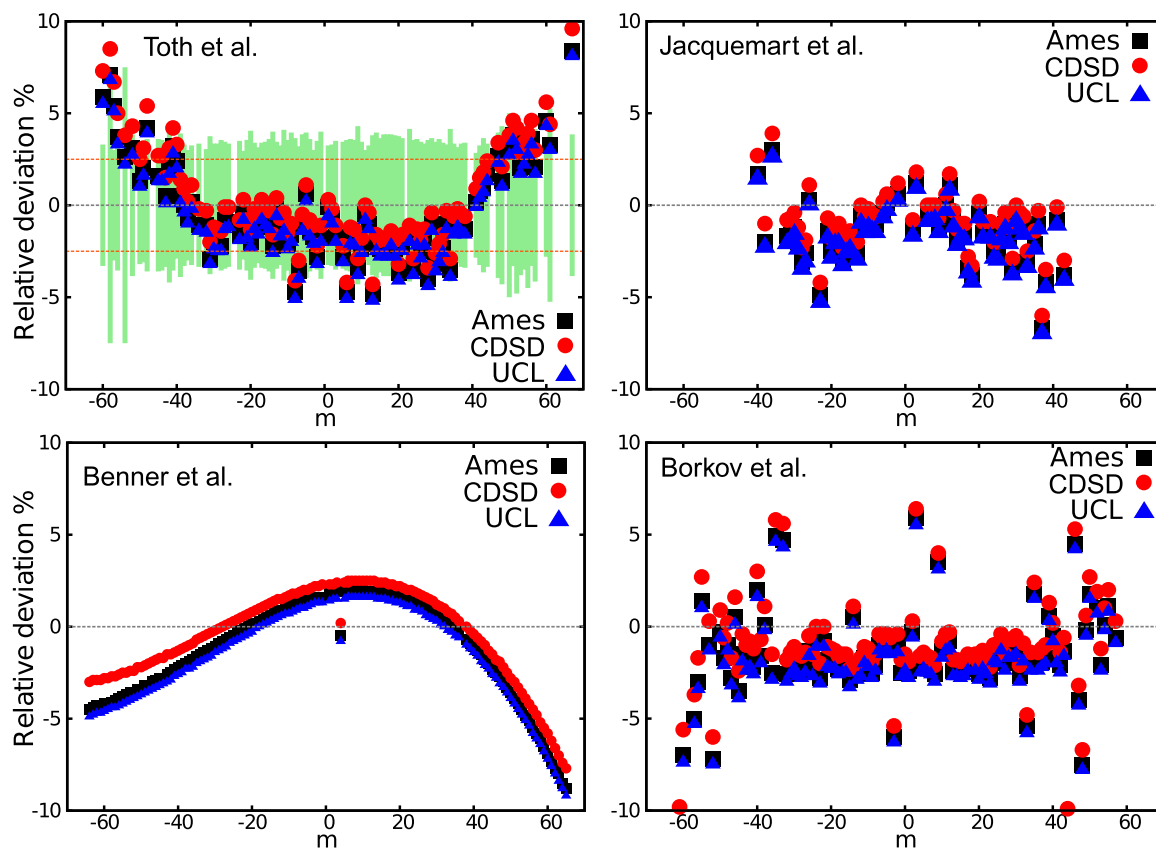 Toth et al.
Ames
CDSD
UCL
Relative deviation %
10
5
0
-5
-10
-60
-40
-20
0
20
40
60
m
Jacquemart et al.
Ames
CDSD
UCL
10
5
0
-5
-10
-60
-40
-20
0
20
40
60
m
Benner et al.
Ames
CDSD
UCL
Relative deviation %
10
5
0
-5
-10
-60
-40
-20
0
20
40
60
m
Borkov et al.
Ames
CDSD
UCL
10
5
0
-5
-10
-60
-40
-20
0
20
40
60
m